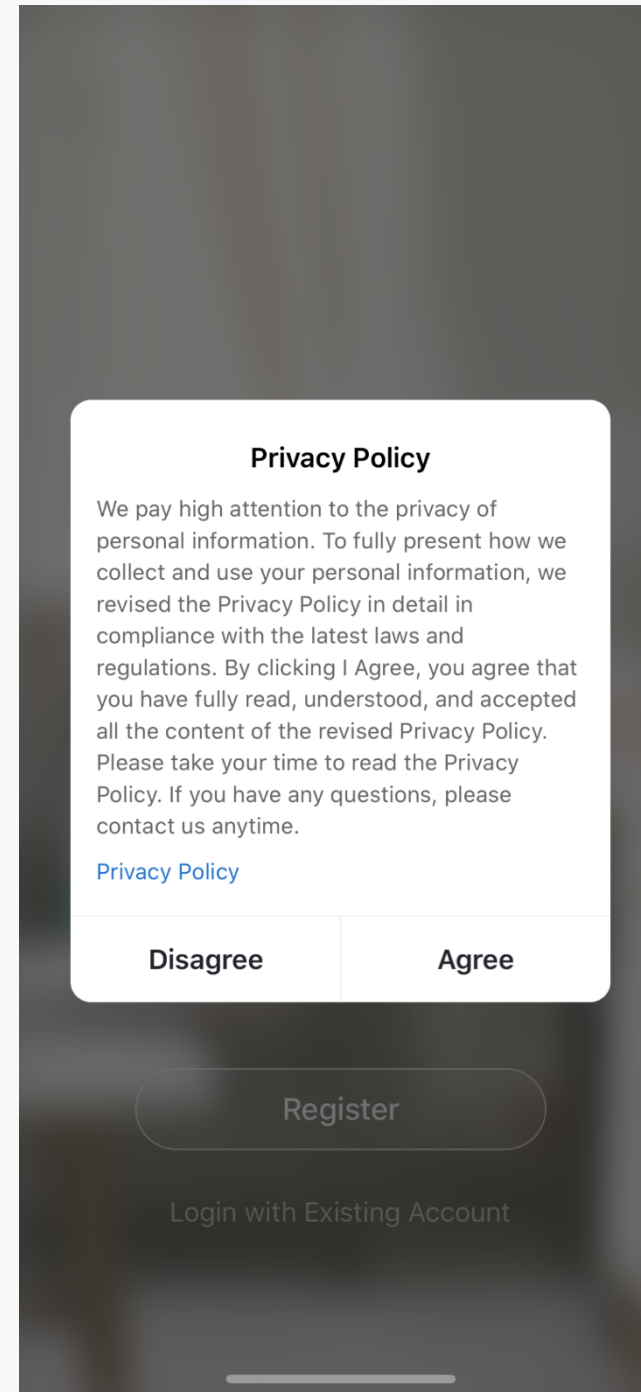 Privacy Policy
We pay high attention to the privacy of
personal information. To fully present how we
collect and use your personal information, we
revised the Privacy Policy in detail in
compliance with the latest laws and
regulations. By clicking I Agree, you agree that
you have fully read, understood, and accepted
all the content of the revised Privacy Policy.
Please take your time to read the Privacy
Policy. If you have any questions, please
contact us anytime.
Privacy Policy
Disagree Agree
Register
Login with Existing Account